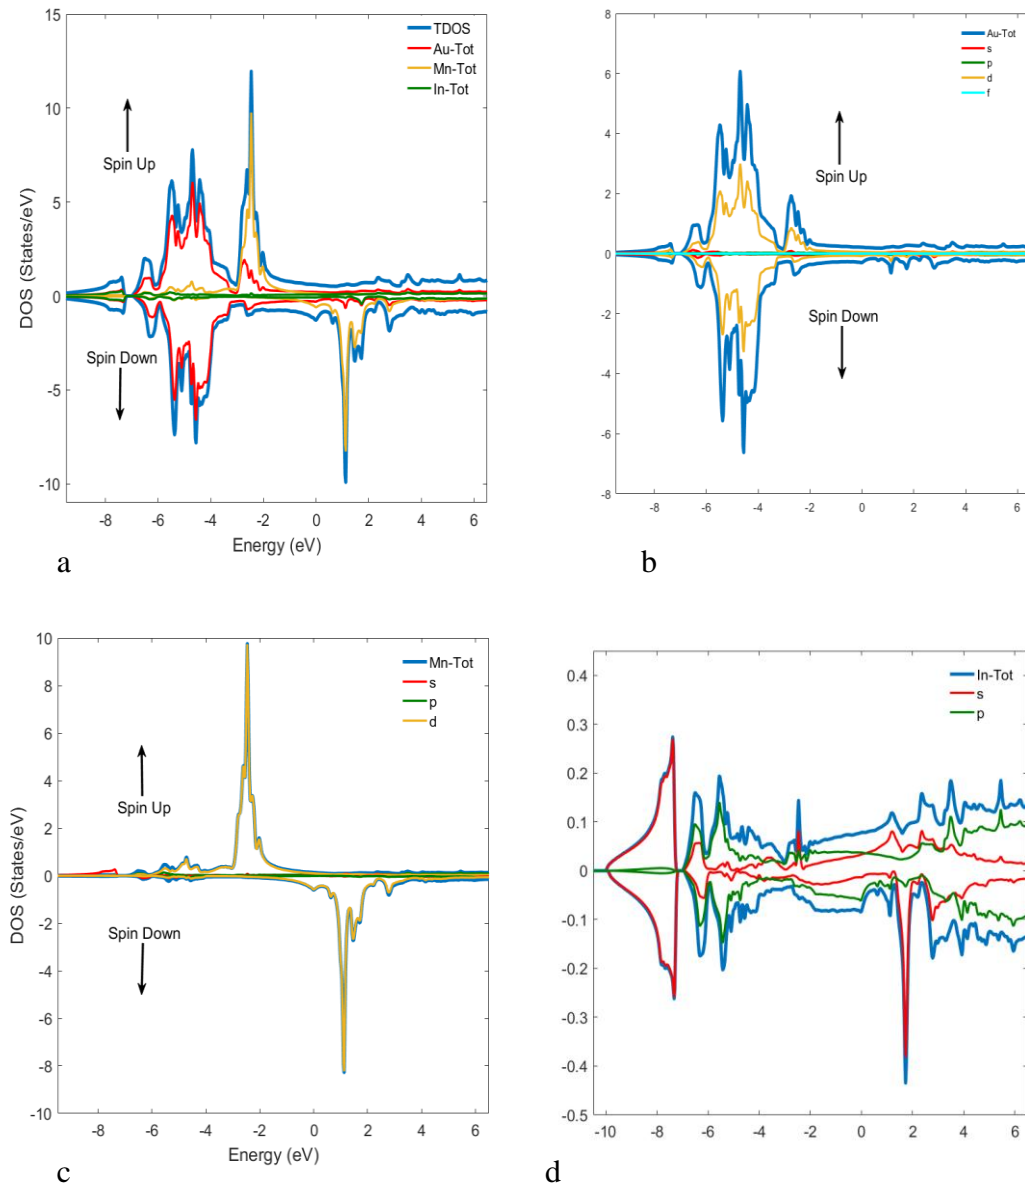 TDOS
Au-Tot
Mn-Tot
In-Tot
Spin Up
Spin Down
15
10
5
0
-5
-10
DOS (States/eV)
-8 -6 -4 -2 0 2 4 6
Energy (eV)
a
Au-Tot
s
p
d
f
Spin Up
Spin Down
8
6
4
2
0
-2
-4
-6
-8
-8 -6 -4 -2 0 2 4 6
b
Mn-Tot
s
p
d
Spin Up
Spin Down
10
8
6
4
2
0
-2
-4
-6
-8
-10
DOS (States/eV)
-8 -6 -4 -2 0 2 4 6
Energy (eV)
c
In-Tot
s
p
0.4
0.3
0.2
0.1
0
-0.1
-0.2
-0.3
-0.4
-0.5
-10 -8 -6 -4 -2 0 2 4 6
d